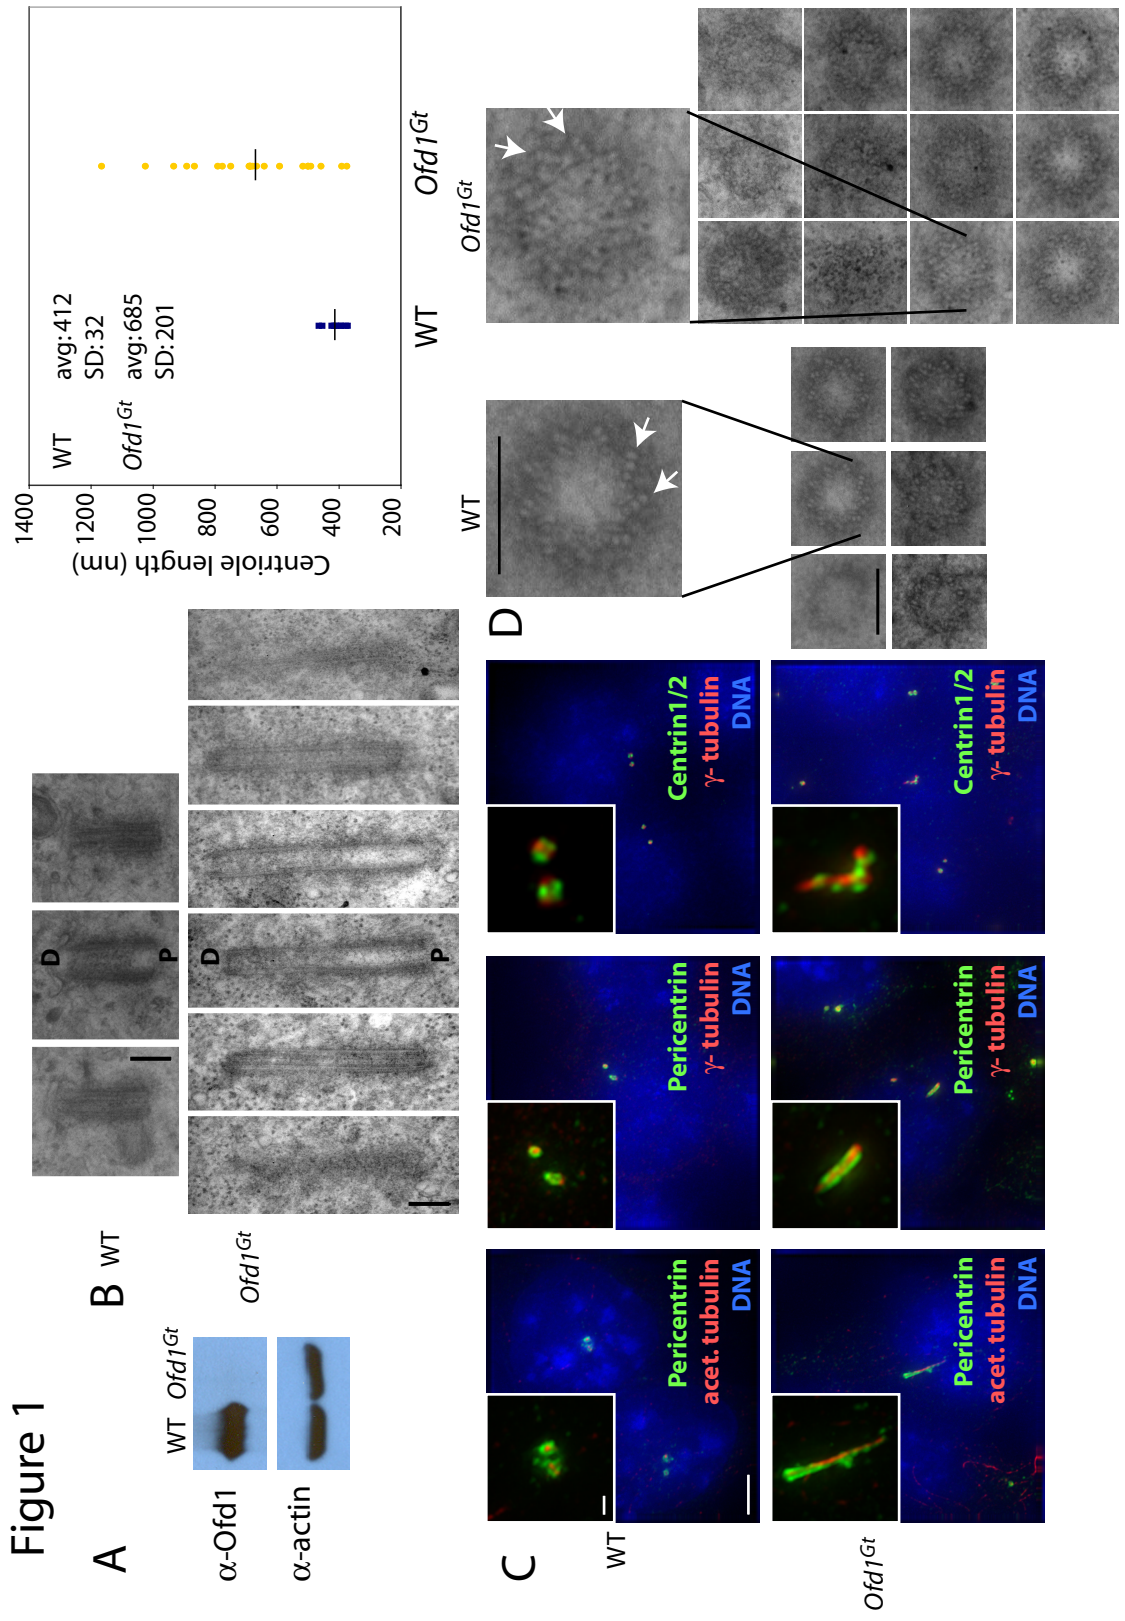 Figure 1
A
WT Ofd1Gt
α-Ofd1
α-actin
B
WT
D
P
Ofd1Gt
D
P
Centriole length (nm)
1400
1200
1000
800
600
400
200
WT
avg: 412
SD: 32
Ofd1Gt
avg: 685
SD: 201
WT
Ofd1Gt
C
WT
Pericentrin
acet. tubulin
DNA
Pericentrin
γ- tubulin
DNA
Centrin1/2
γ- tubulin
DNA
Ofd1Gt
Pericentrin
acet. tubulin
DNA
Pericentrin
γ- tubulin
DNA
Centrin1/2
γ- tubulin
DNA
D
WT
Ofd1Gt